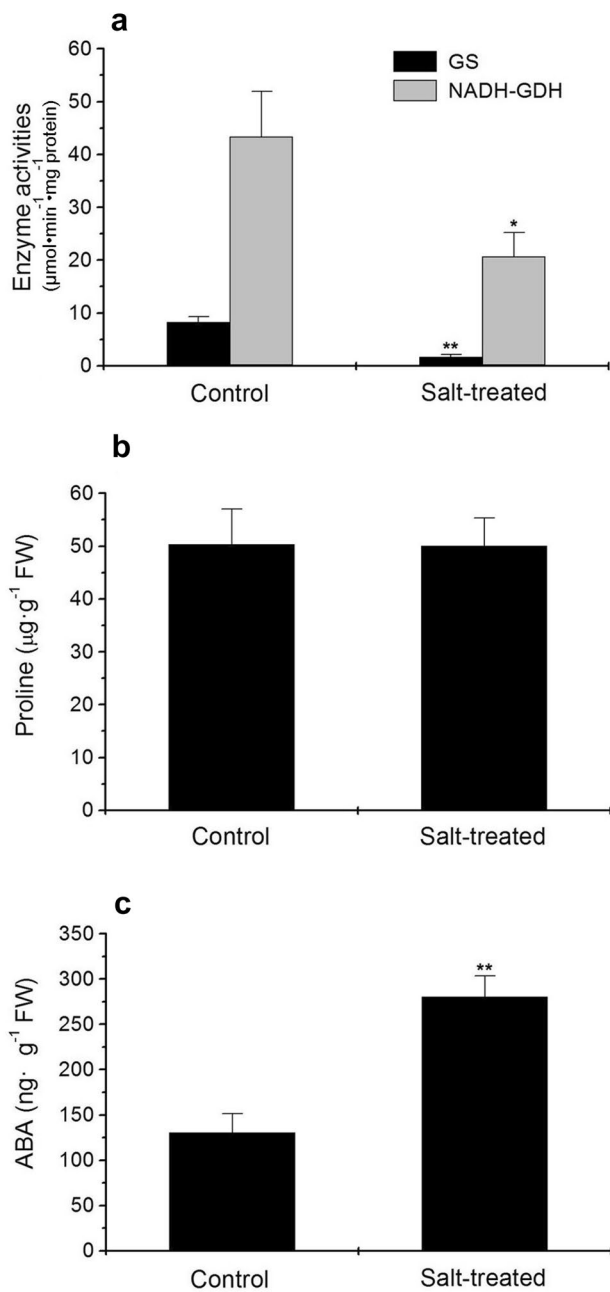 a
60
50
40
30
20
10
0
Enzyme activities
(μmol•min⁻¹•mg⁻¹ protein)
GS
NADH-GDH
**
*
Control Salt-treated
b
60
50
40
30
20
10
0
Proline (μg·g⁻¹ FW)
Control Salt-treated
c
350
300
250
200
150
100
50
0
ABA (ng· g⁻¹ FW)
**
Control Salt-treated